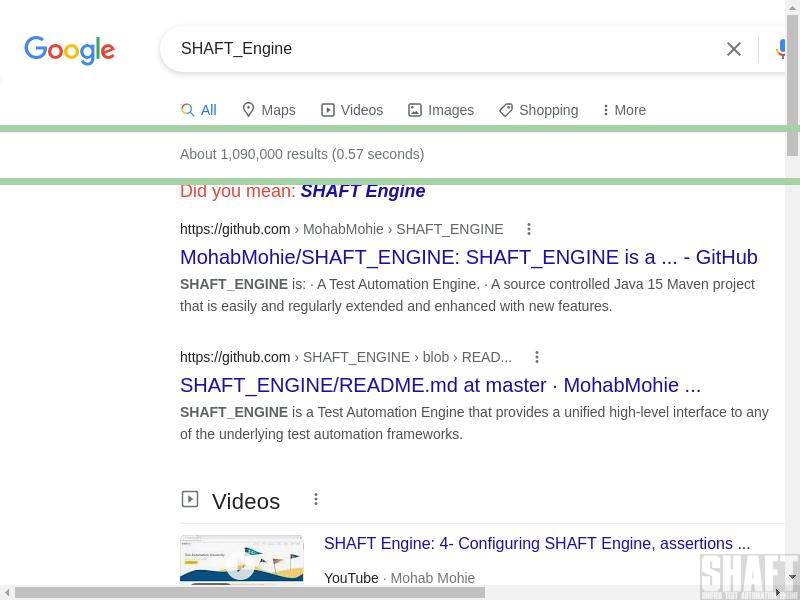 Google
SHAFT_Engine
All Maps Videos Images Shopping More
About 1,090,000 results (0.57 seconds)
Did you mean: SHAFT Engine
https://github.com › MohabMohie › SHAFT_ENGINE
MohabMohie/SHAFT_ENGINE: SHAFT_ENGINE is a ... - GitHub
SHAFT_ENGINE is: · A Test Automation Engine. · A source controlled Java 15 Maven project
that is easily and regularly extended and enhanced with new features.
https://github.com › SHAFT_ENGINE › blob › READ...
SHAFT_ENGINE/README.md at master · MohabMohie ...
SHAFT_ENGINE is a Test Automation Engine that provides a unified high-level interface to any
of the underlying test automation frameworks.
Videos
SHAFT Engine: 4- Configuring SHAFT Engine, assertions ...
YouTube · Mohab Mohie
SHAFT